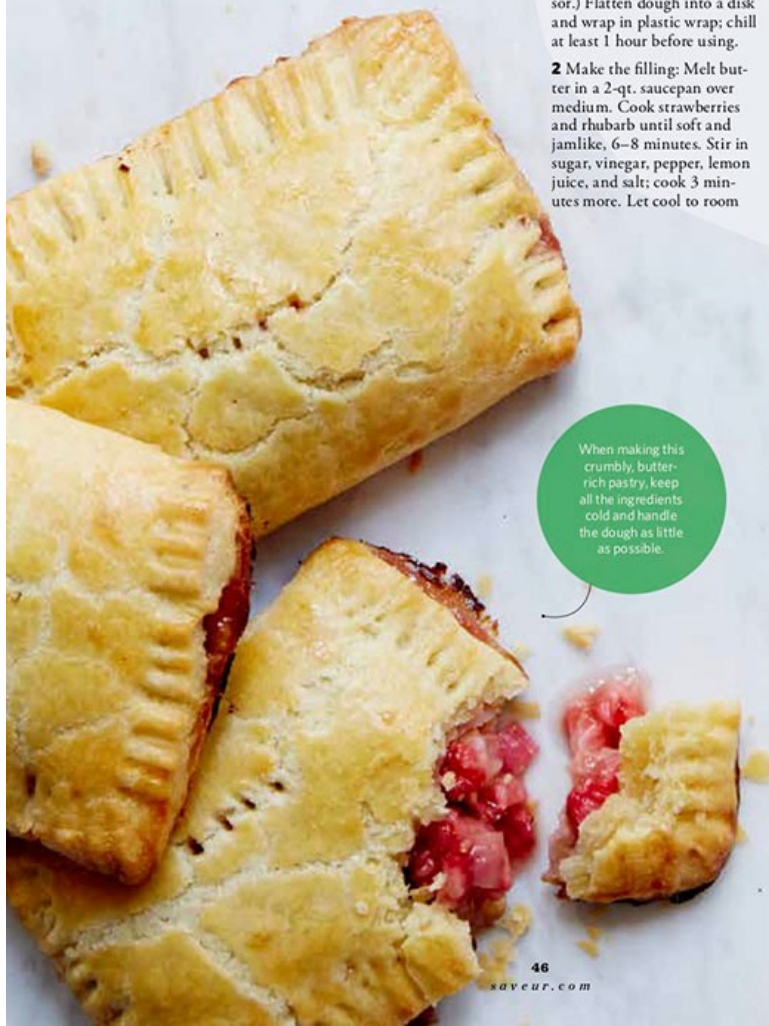 sor.) Flatten dough into a disk
and wrap in plastic wrap; chill
at least 1 hour before using.
2 Make the filling: Melt but-
ter in a 2-qt. saucepan over
medium. Cook strawberries
and rhubarb until soft and
jamlike, 6–8 minutes. Stir in
sugar, vinegar, pepper, lemon
juice, and salt; cook 3 min-
utes more. Let cool to room
When making this
crumbly, butter-
rich pastry, keep
all the ingredients
cold and handle
the dough as little
as possible.
46
saveur.com